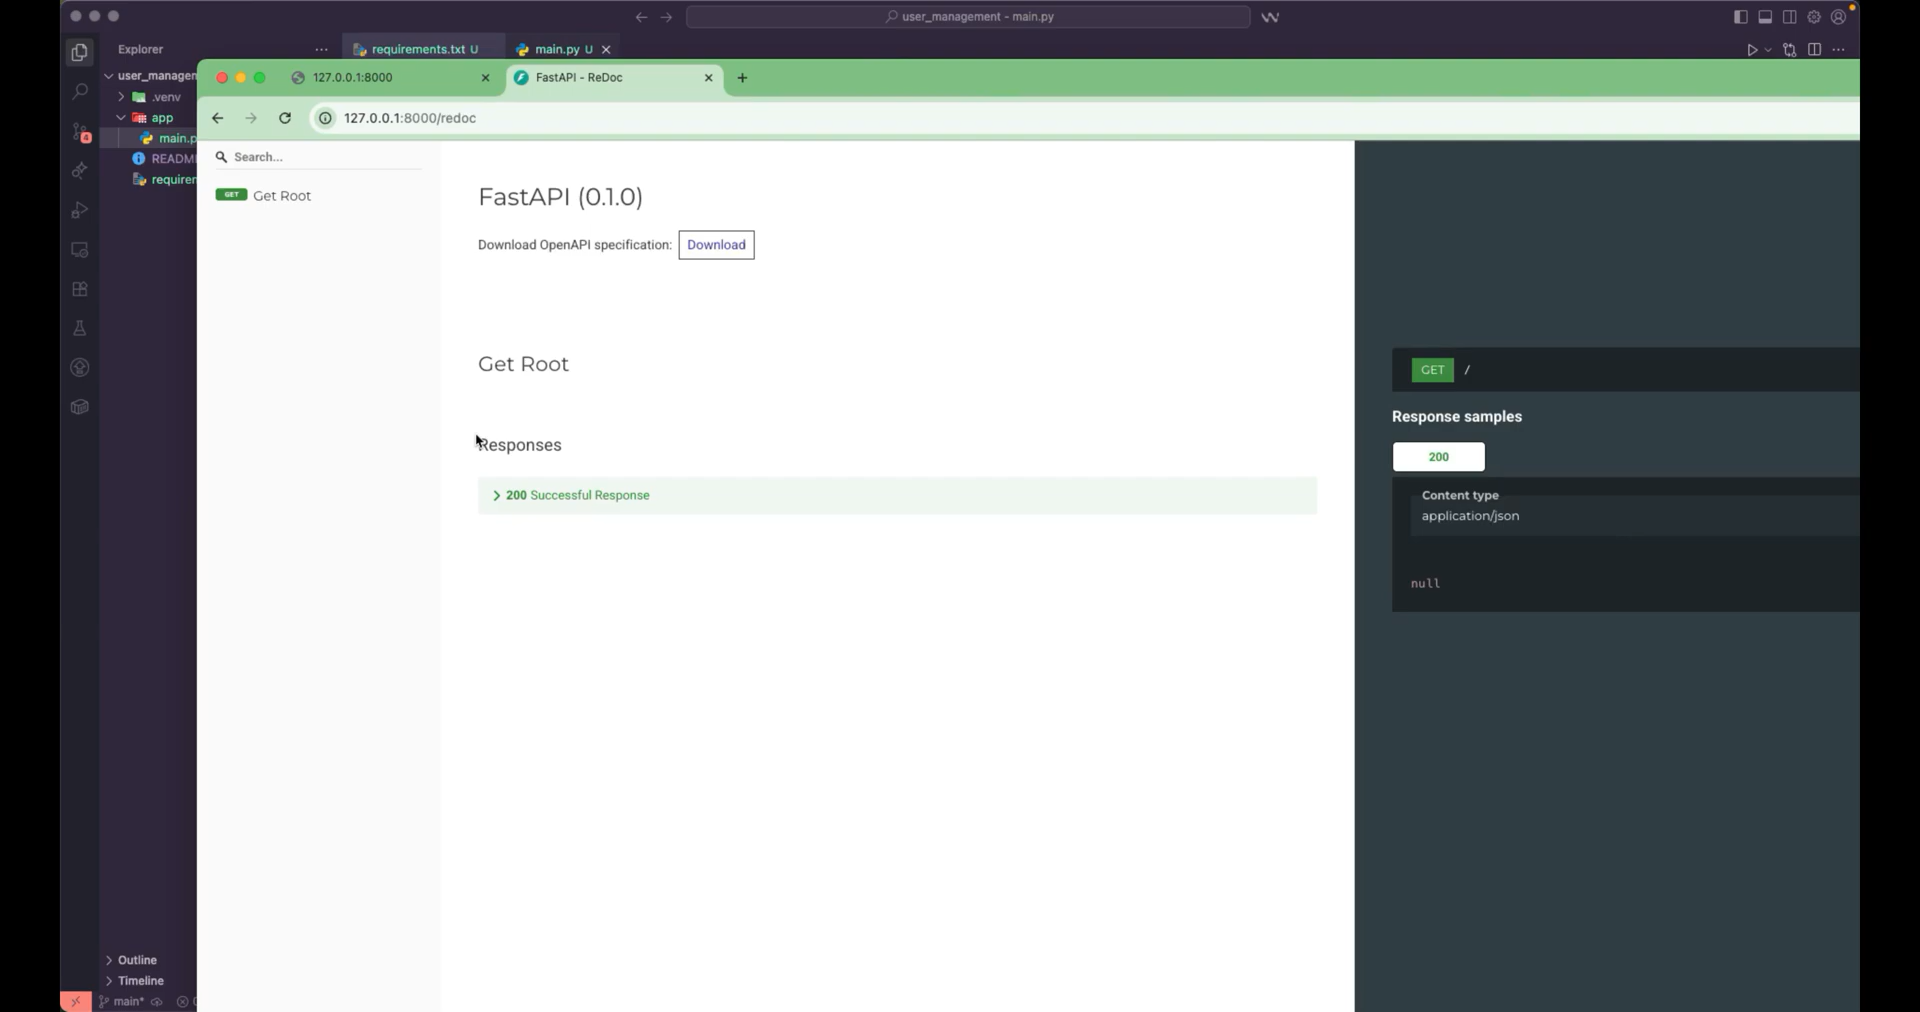 user_management - main.py
Explorer
requirements.txt U
main.py U
user_managen
.venv
app
main.p
READMI
requiren
Outline
Timeline
main*
127.0.0.1:8000
FastAPI - ReDoc
127.0.0.1:8000/redoc
Search...
GET Get Root
FastAPI (0.1.0)
Download OpenAPI specification: Download
Get Root
Responses
200 Successful Response
GET /
Response samples
200
Content type
application/json
null